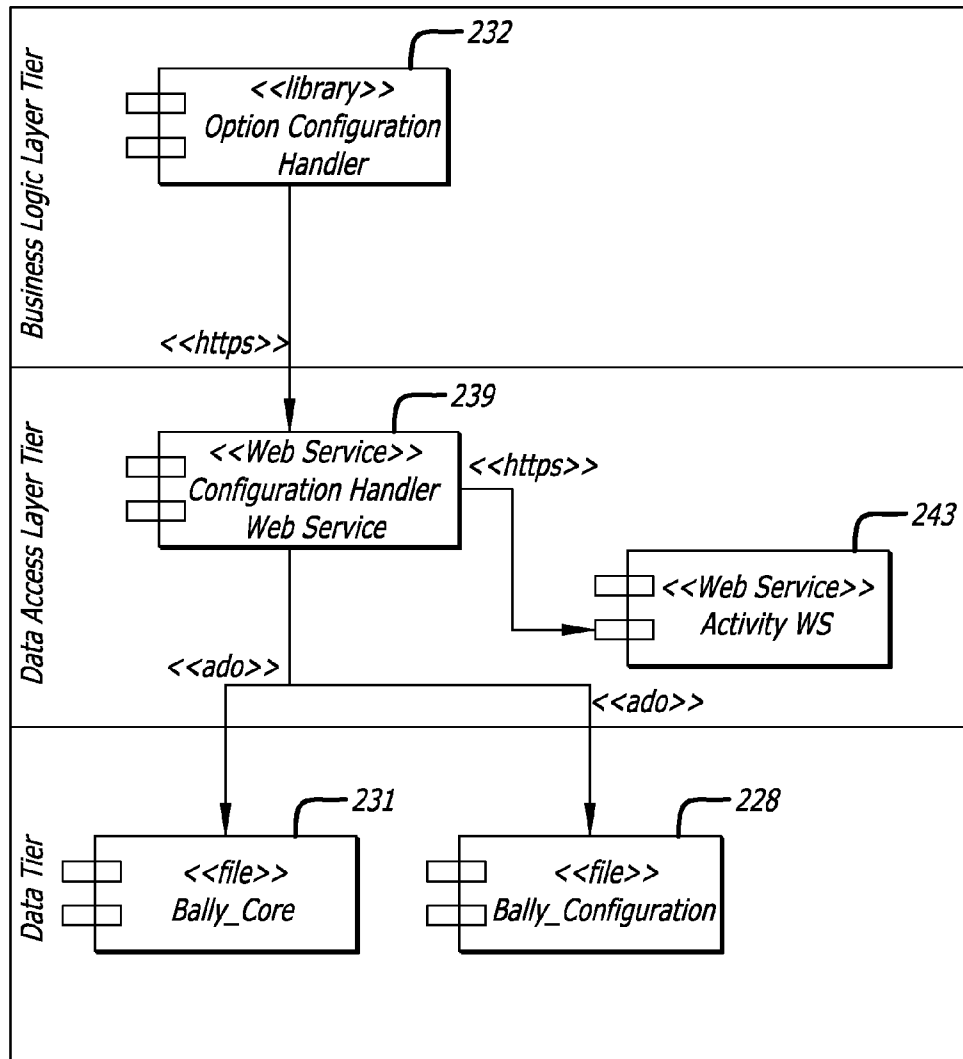 Business Logic Layer Tier
232
<<library>>
Option Configuration
Handler
<<https>>
Data Access Layer Tier
239
<<Web Service>>
Configuration Handler
Web Service
<<https>>
243
<<Web Service>>
Activity WS
<<ado>>
<<ado>>
Data Tier
231
<<file>>
Bally_Core
228
<<file>>
Bally_Configuration